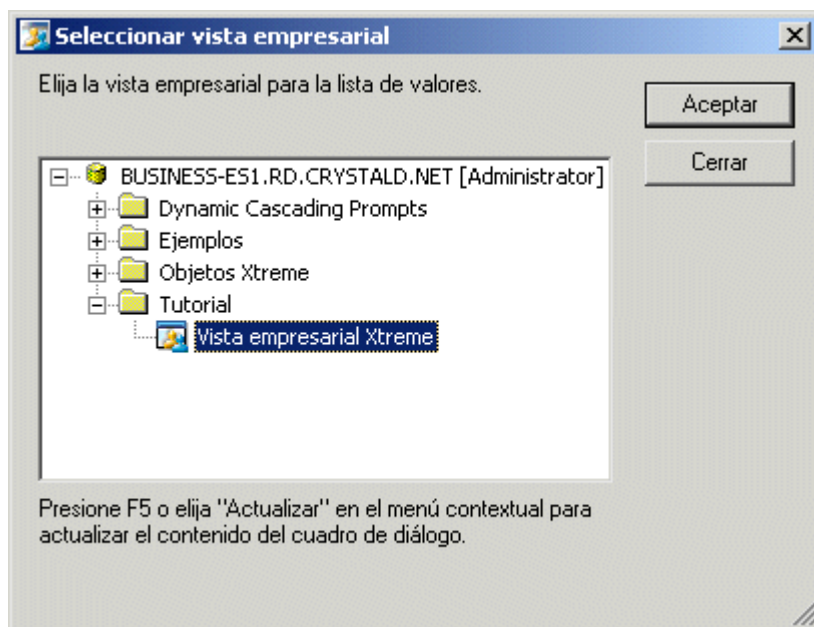 Seleccionar vista empresarial
Elija la vista empresarial para la lista de valores.
Aceptar
Cerrar
BUSINESS-ES1.RD.CRYSTALD.NET [Administrator]
Dynamic Cascading Prompts
Ejemplos
Objetos Xtreme
Tutorial
Vista empresarial Xtreme
Presione F5 o elija "Actualizar" en el menú contextual para
actualizar el contenido del cuadro de diálogo.